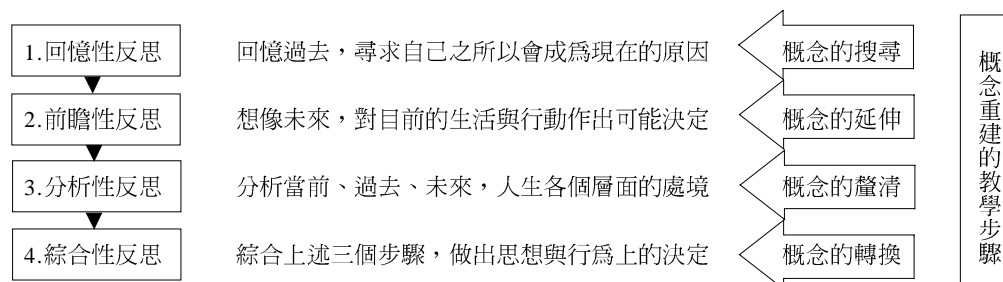 1.回憶性反思 回憶過去，尋求自己之所以會成爲現在的原因 概念的搜尋
2.前瞻性反思 想像未來，對目前的生活與行動作出可能決定 概念的延伸
3.分析性反思 分析當前、過去、未來，人生各個層面的處境 概念的釐清
4.綜合性反思 綜合上述三個步驟，做出思想與行爲上的決定 概念的轉換
概念重建的教學步驟